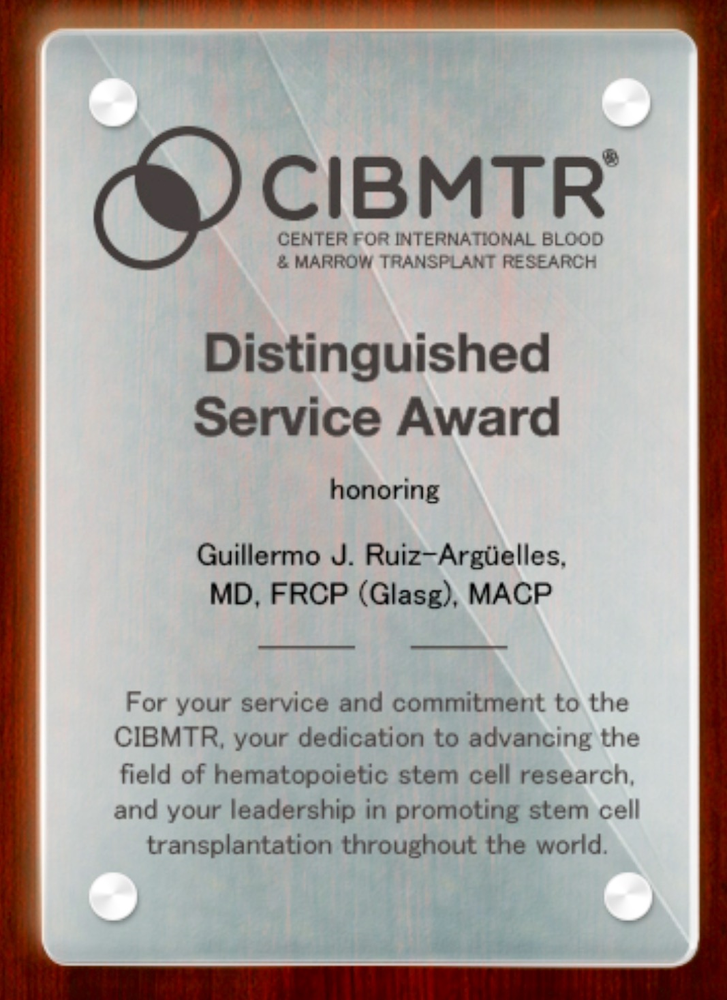 CIBMTR®
CENTER FOR INTERNATIONAL BLOOD
& MARROW TRANSPLANT RESEARCH
Distinguished
Service Award
honoring
Guillermo J. Ruiz-Argüelles,
MD, FRCP (Glasg), MACP
For your service and commitment to the
CIBMTR, your dedication to advancing the
field of hematopoietic stem cell research,
and your leadership in promoting stem cell
transplantation throughout the world.